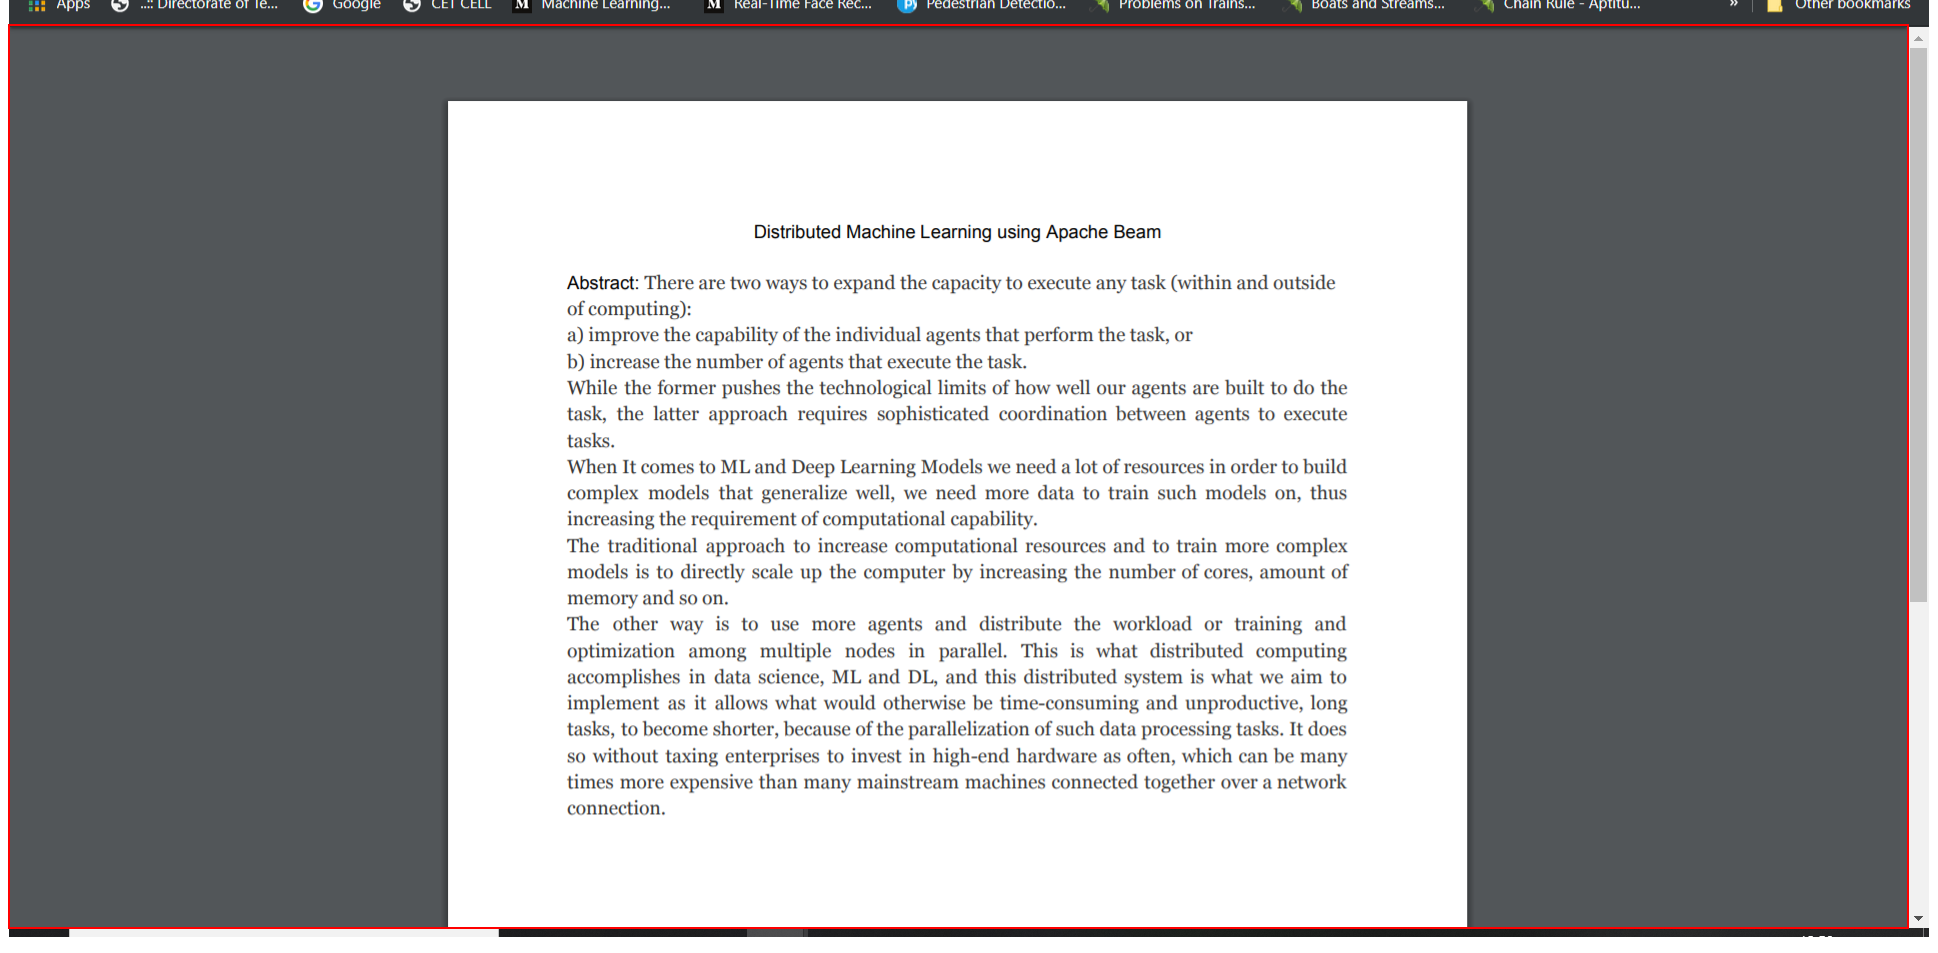 Apps ..:: Directorate of Te... Google CET CELL M Machine Learning... M Real-Time Face Rec... Pedestrian Detectio... Problems on Trains... Boats and Streams... Chain Rule - Aptitu... » Other bookmarks
Distributed Machine Learning using Apache Beam
Abstract: There are two ways to expand the capacity to execute any task (within and outside
of computing):
a) improve the capability of the individual agents that perform the task, or
b) increase the number of agents that execute the task.
While the former pushes the technological limits of how well our agents are built to do the
task, the latter approach requires sophisticated coordination between agents to execute
tasks.
When It comes to ML and Deep Learning Models we need a lot of resources in order to build
complex models that generalize well, we need more data to train such models on, thus
increasing the requirement of computational capability.
The traditional approach to increase computational resources and to train more complex
models is to directly scale up the computer by increasing the number of cores, amount of
memory and so on.
The other way is to use more agents and distribute the workload or training and
optimization among multiple nodes in parallel. This is what distributed computing
accomplishes in data science, ML and DL, and this distributed system is what we aim to
implement as it allows what would otherwise be time-consuming and unproductive, long
tasks, to become shorter, because of the parallelization of such data processing tasks. It does
so without taxing enterprises to invest in high-end hardware as often, which can be many
times more expensive than many mainstream machines connected together over a network
connection.